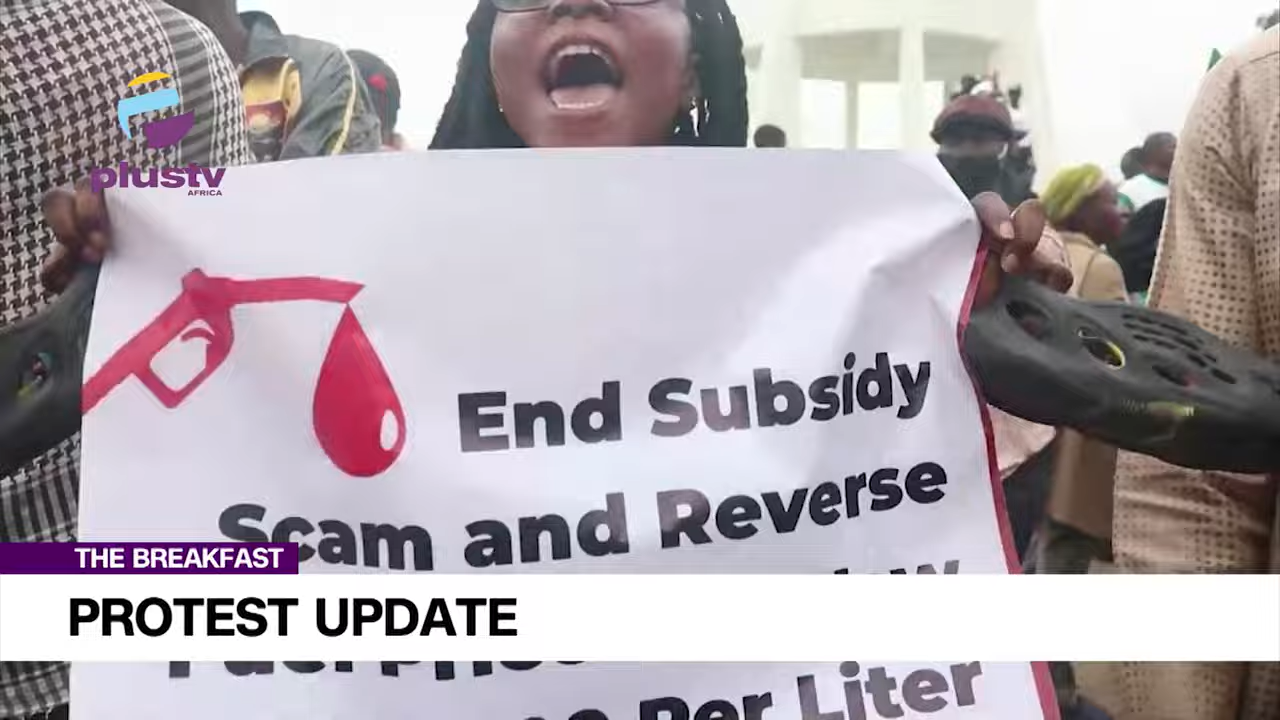 plustv
AFRICA
End Subsidy
Scam and Reverse
Per Liter
THE BREAKFAST
PROTEST UPDATE